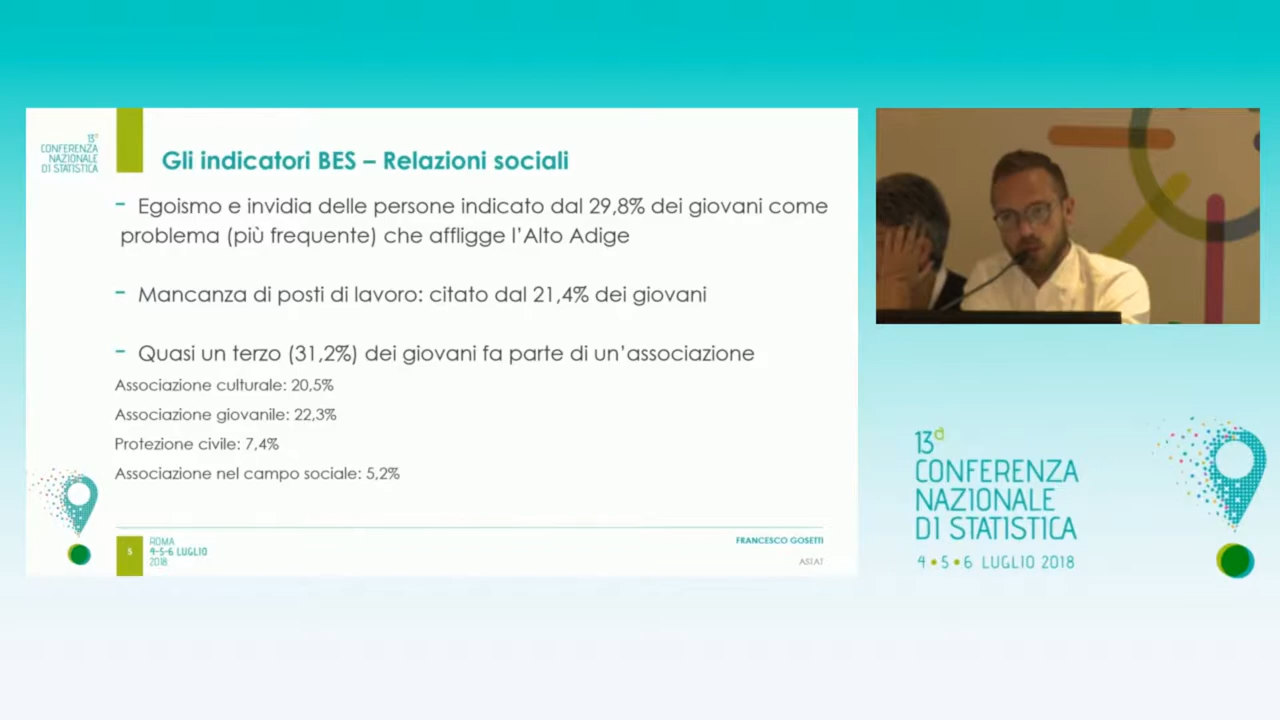 13ª
CONFERENZA
NAZIONALE
DI STATISTICA
Gli indicatori BES – Relazioni sociali
- Egoismo e invidia delle persone indicato dal 29,8% dei giovani come
problema (più frequente) che affligge l'Alto Adige
- Mancanza di posti di lavoro: citato dal 21,4% dei giovani
- Quasi un terzo (31,2%) dei giovani fa parte di un'associazione
Associazione culturale: 20,5%
Associazione giovanile: 22,3%
Protezione civile: 7,4%
Associazione nel campo sociale: 5,2%
5
ROMA
4-5-6 LUGLIO
2018
FRANCESCO GOSETTI
ASTAT
13ª
CONFERENZA
NAZIONALE
DI STATISTICA
4•5•6 LUGLIO 2018